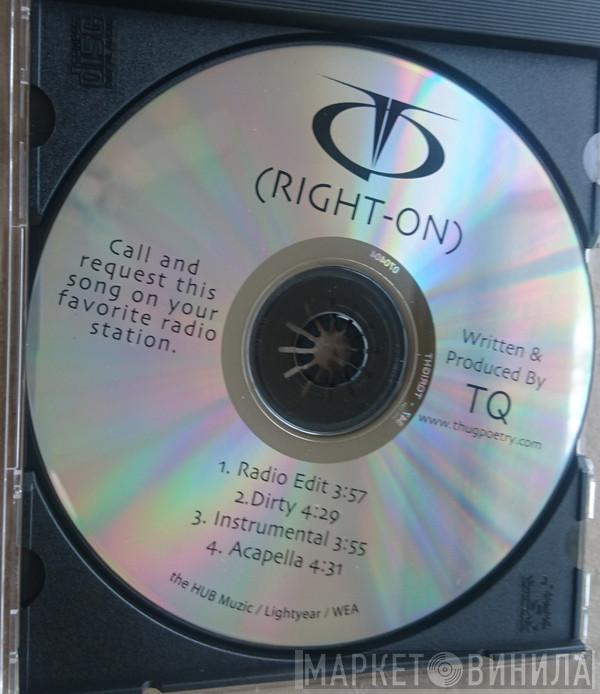 disc
(RIGHT-ON)
Call and
request this
song on your
favorite radio
station.
Written &
Produced By
TQ
www.thugpoetry.com
1. Radio Edit 3:57
2.Dirty 4:29
3. Instrumental 3:55
4. Acapella 4:31
the HUB Muzic / Lightyear / WEA
МАРКЕТ ВИНИЛА